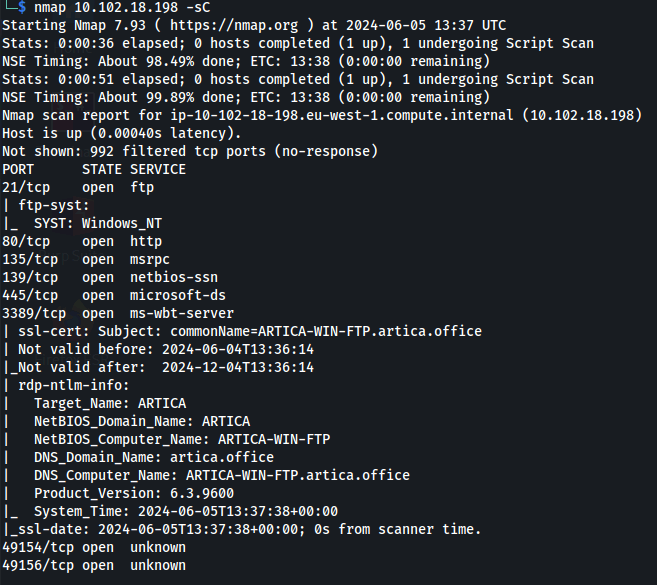 └─$ nmap 10.102.18.198 -sC
Starting Nmap 7.93 ( https://nmap.org ) at 2024-06-05 13:37 UTC
Stats: 0:00:36 elapsed; 0 hosts completed (1 up), 1 undergoing Script Scan
NSE Timing: About 98.49% done; ETC: 13:38 (0:00:00 remaining)
Stats: 0:00:51 elapsed; 0 hosts completed (1 up), 1 undergoing Script Scan
NSE Timing: About 99.89% done; ETC: 13:38 (0:00:00 remaining)
Nmap scan report for ip-10-102-18-198.eu-west-1.compute.internal (10.102.18.198)
Host is up (0.00040s latency).
Not shown: 992 filtered tcp ports (no-response)
PORT      STATE SERVICE
21/tcp    open  ftp
| ftp-syst:
|_  SYST: Windows_NT
80/tcp    open  http
135/tcp   open  msrpc
139/tcp   open  netbios-ssn
445/tcp   open  microsoft-ds
3389/tcp  open  ms-wbt-server
| ssl-cert: Subject: commonName=ARTICA-WIN-FTP.artica.office
| Not valid before: 2024-06-04T13:36:14
|_Not valid after:  2024-12-04T13:36:14
| rdp-ntlm-info:
|   Target_Name: ARTICA
|   NetBIOS_Domain_Name: ARTICA
|   NetBIOS_Computer_Name: ARTICA-WIN-FTP
|   DNS_Domain_Name: artica.office
|   DNS_Computer_Name: ARTICA-WIN-FTP.artica.office
|   Product_Version: 6.3.9600
|_  System_Time: 2024-06-05T13:37:38+00:00
|_ssl-date: 2024-06-05T13:37:38+00:00; 0s from scanner time.
49154/tcp open  unknown
49156/tcp open  unknown